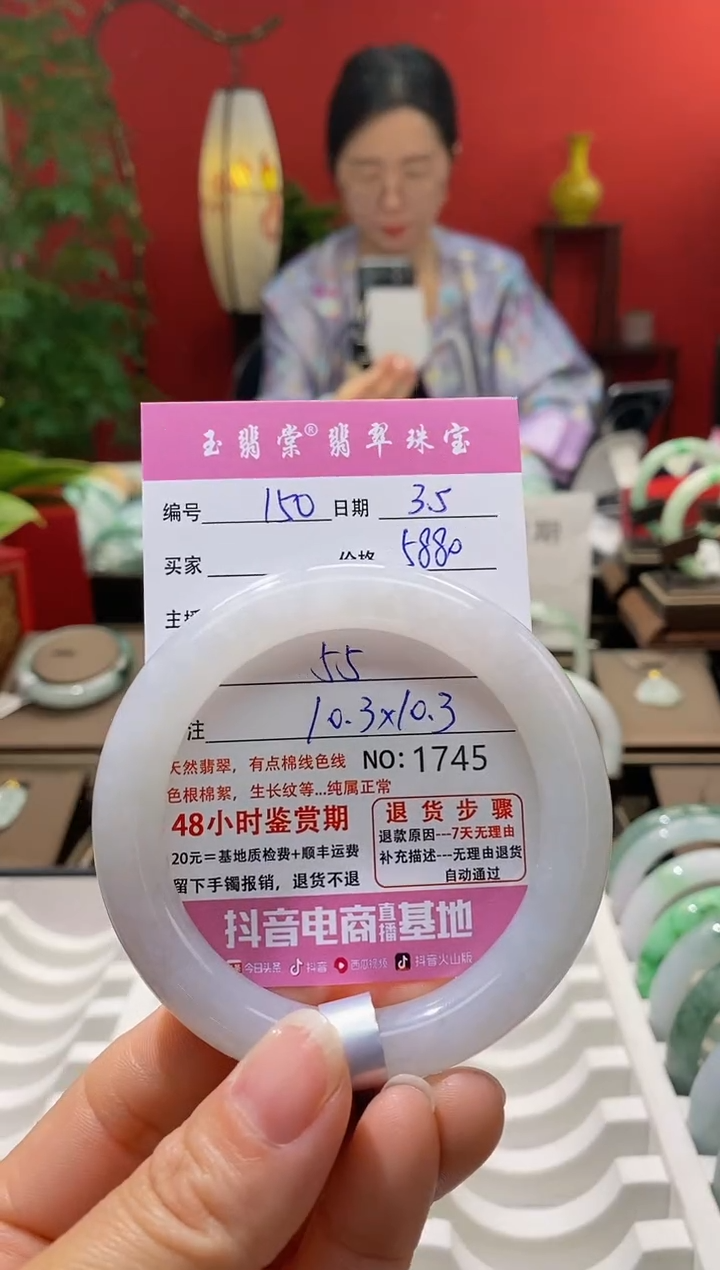 玉翡棠®翡翠珠宝
编号 150 日期 3.5
买家 价格 5880
主播
55
注 10.3x10.3
天然翡翠，有点棉线色线 NO：1745
色根棉絮，生长纹等...纯属正常
48小时鉴赏期
20元＝基地质检费+顺丰运费
留下手镯报销，退货不退
退货步骤
退款原因---7天无理由
补充描述---无理由退货
自动通过
抖音电商直播基地
今日头条 抖音 西瓜视频 抖音火山版